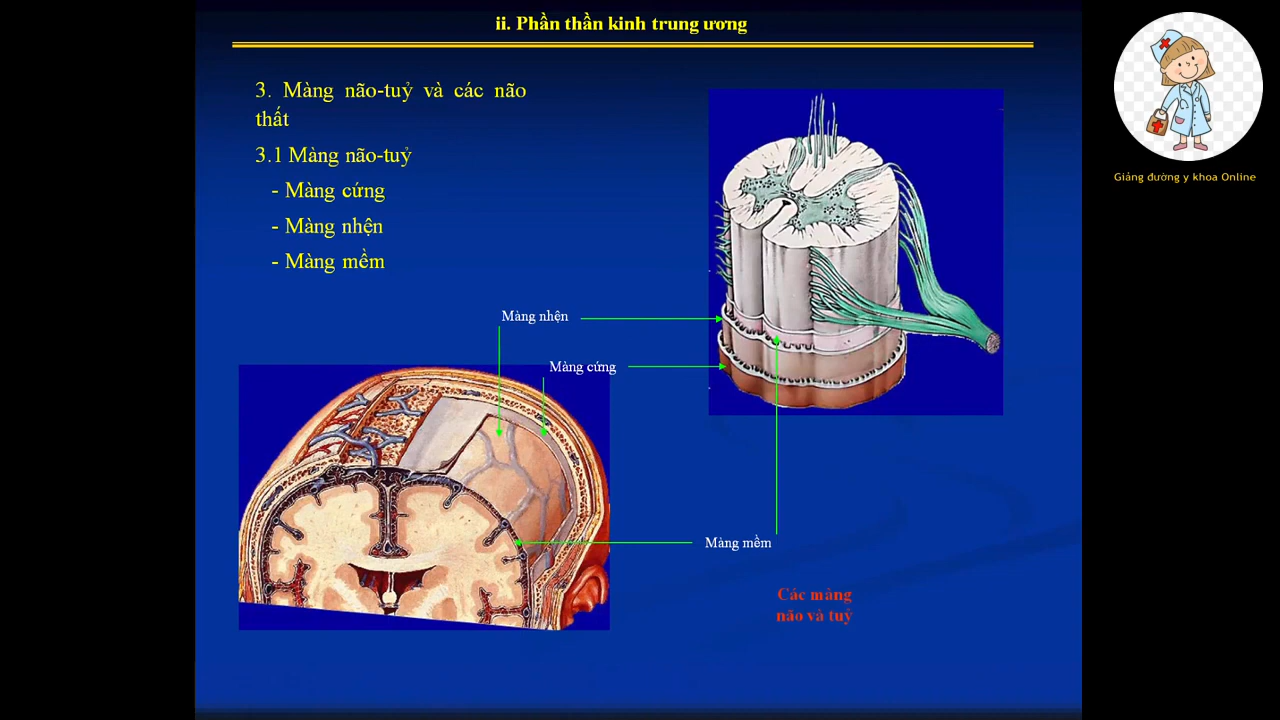 ii. Phần thần kinh trung ương
3. Màng não-tuỷ và các não
thất
3.1 Màng não-tuỷ
- Màng cứng
- Màng nhện
- Màng mềm
Màng nhện
Màng cứng
Màng mềm
Các màng
não và tuỷ
Giảng đường y khoa Online